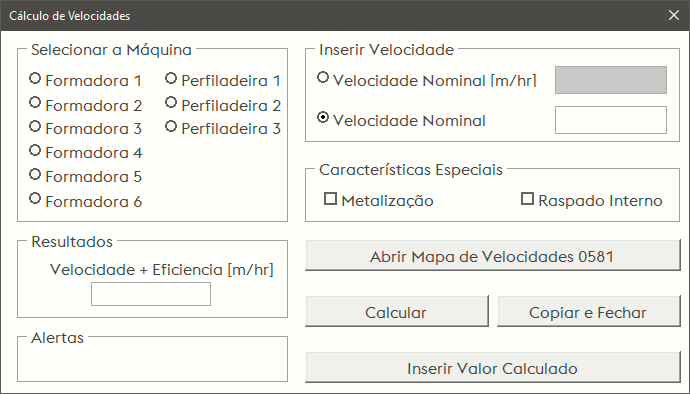 Cálculo de Velocidades
Selecionar a Máquina
Formadora 1
Perfiladeira 1
Formadora 2
Perfiladeira 2
Formadora 3
Perfiladeira 3
Formadora 4
Formadora 5
Formadora 6
Inserir Velocidade
Velocidade Nominal [m/hr]
Velocidade Nominal
Características Especiais
Metalização
Raspado Interno
Resultados
Velocidade + Eficiencia [m/hr]
Alertas
Abrir Mapa de Velocidades 0581
Calcular
Copiar e Fechar
Inserir Valor Calculado